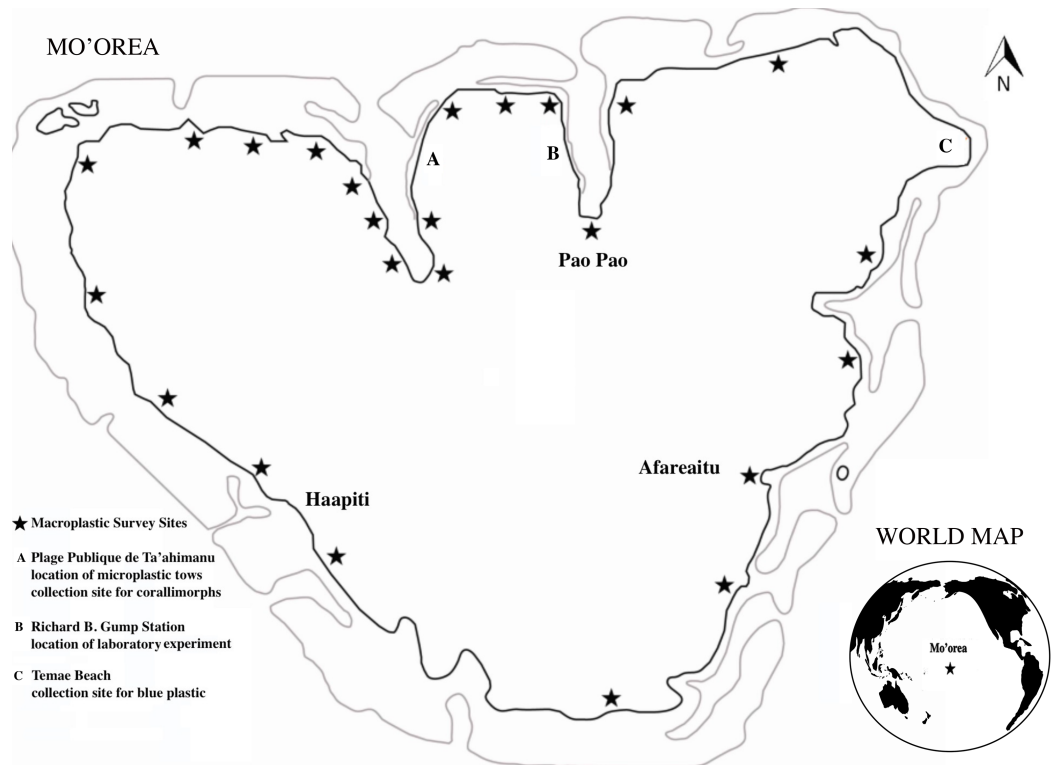 MO’OREA
N
A
B
C
Pao Pao
Afareaitu
Haapiti
Macroplastic Survey Sites
A Plage Publique de Ta’ahimanu
location of microplastic tows
collection site for corallimorphs
B Richard B. Gump Station
location of laboratory experiment
C Temae Beach
collection site for blue plastic
WORLD MAP
Mo’orea